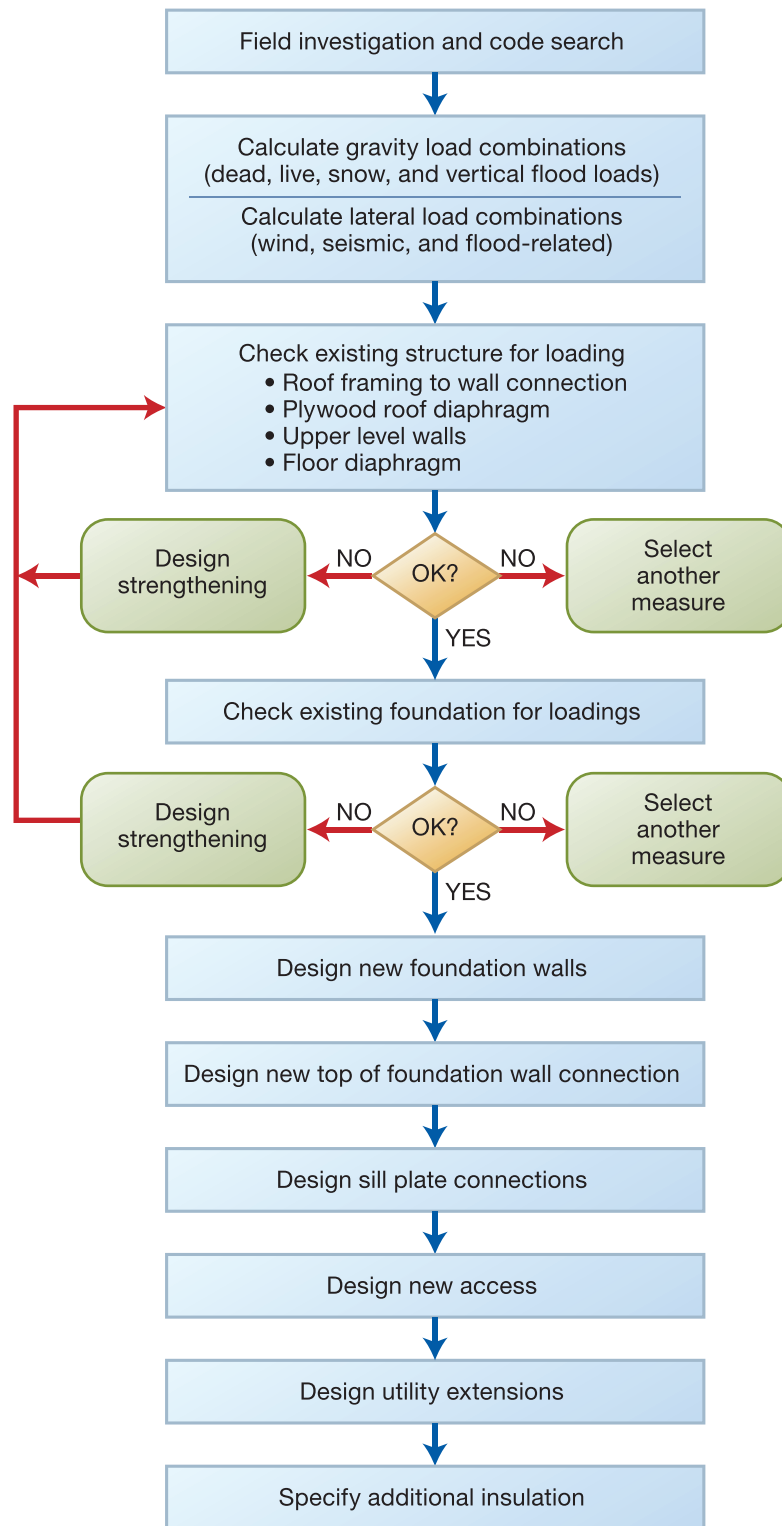 Field investigation and code search
Calculate gravity load combinations
(dead, live, snow, and vertical flood loads)
Calculate lateral load combinations
(wind, seismic, and flood-related)
Check existing structure for loading
• Roof framing to wall connection
• Plywood roof diaphragm
• Upper level walls
• Floor diaphragm
Design
strengthening
NO
OK?
NO
Select
another
measure
YES
Check existing foundation for loadings
Design
strengthening
NO
OK?
NO
Select
another
measure
YES
Design new foundation walls
Design new top of foundation wall connection
Design sill plate connections
Design new access
Design utility extensions
Specify additional insulation